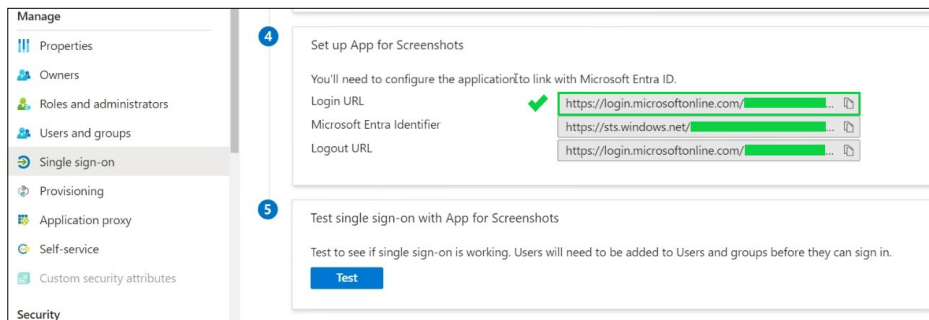 Manage
Properties
Owners
Roles and administrators
Users and groups
Single sign-on
Provisioning
Application proxy
Self-service
Custom security attributes
Security
4
Set up App for Screenshots
You'll need to configure the application to link with Microsoft Entra ID.
Login URL
https://login.microsoftonline.com/ ...
Microsoft Entra Identifier
https://sts.windows.net/ ...
Logout URL
https://login.microsoftonline.com/ ...
5
Test single sign-on with App for Screenshots
Test to see if single sign-on is working. Users will need to be added to Users and groups before they can sign in.
Test